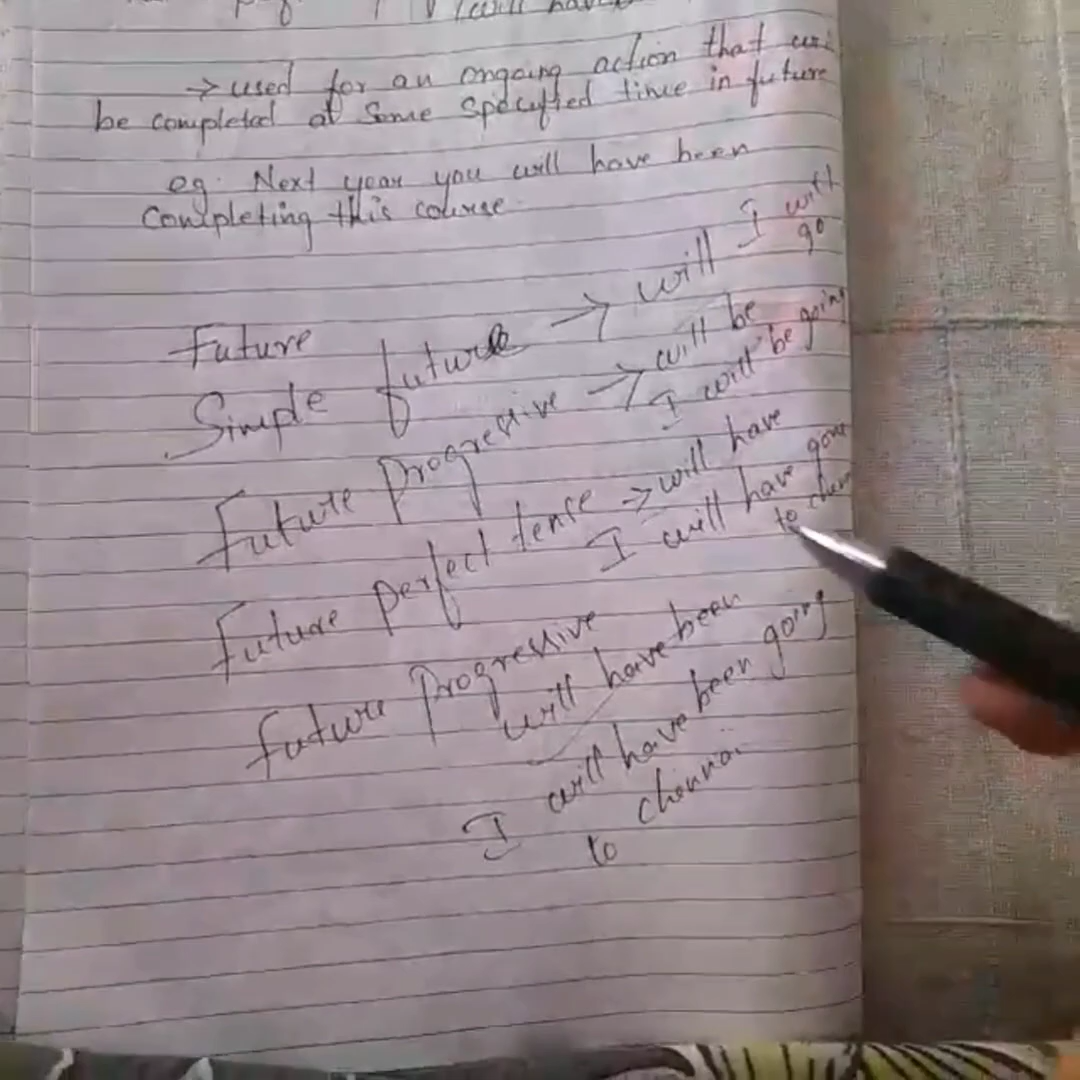 will have
→ used for an ongoing action that
be completed at some specified time in future
eg. Next year you will have been
completing this course.
Future
Simple future → will I will
go
Future Progressive → will be
I will be going
Future perfect tense → will have
I will have gone
to
Future Progressive
will have been
I will have been going
to chennai